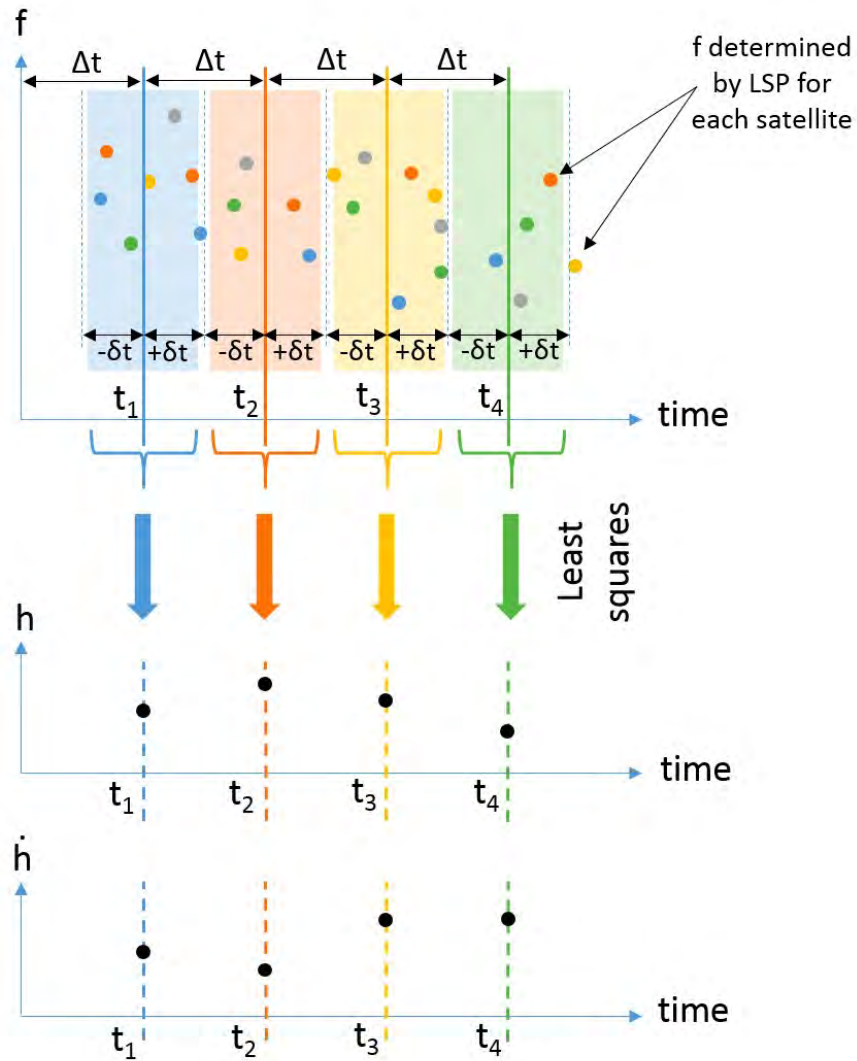 f
Δt Δt Δt Δt
f determined
by LSP for
each satellite
-δt +δt -δt +δt -δt +δt -δt +δt
t₁ t₂ t₃ t₄
time
Least
squares
h
time
t₁ t₂ t₃ t₄
ḣ
time
t₁ t₂ t₃ t₄